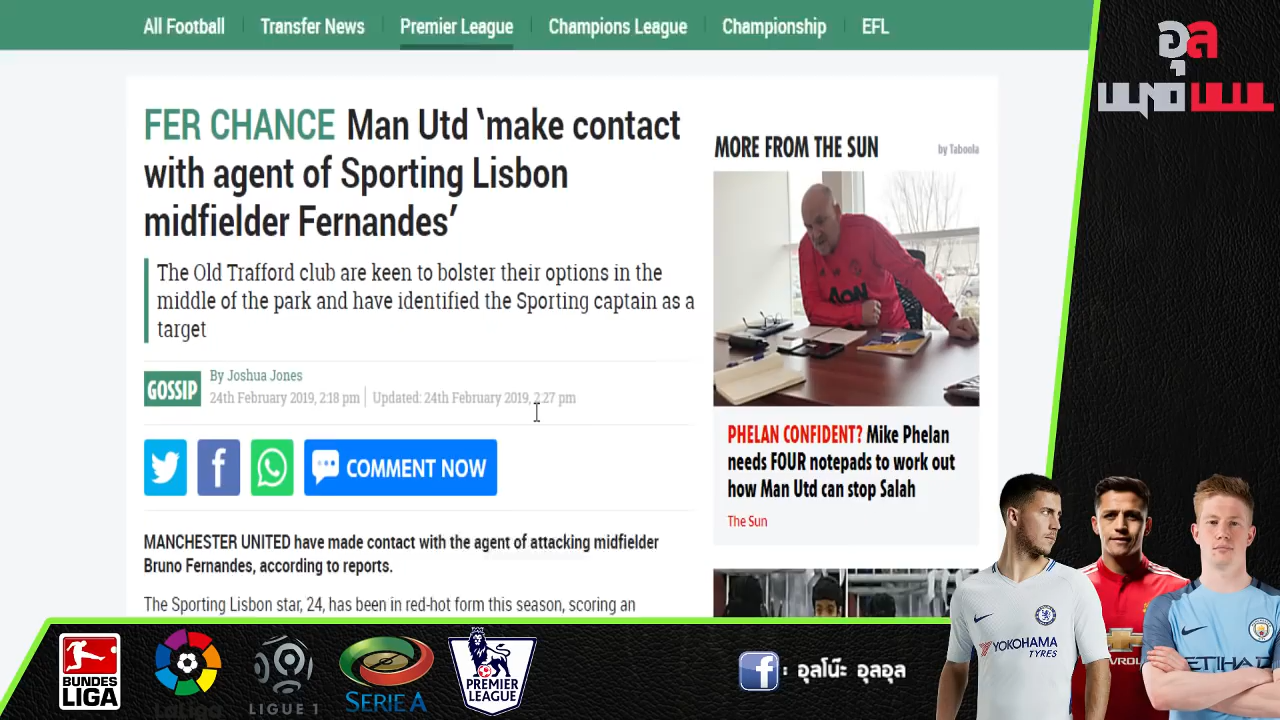 All Football
Transfer News
Premier League
Champions League
Championship
EFL
FER CHANCE Man Utd ‘make contact
with agent of Sporting Lisbon
midfielder Fernandes’
The Old Trafford club are keen to bolster their options in the
middle of the park and have identified the Sporting captain as a
target
GOSSIP
By Joshua Jones
24th February 2019, 2:18 pm
Updated: 24th February 2019, 2:27 pm
COMMENT NOW
MANCHESTER UNITED have made contact with the agent of attacking midfielder
Bruno Fernandes, according to reports.
The Sporting Lisbon star, 24, has been in red-hot form this season, scoring an
MORE FROM THE SUN
by Taboola
AON
PHELAN CONFIDENT? Mike Phelan
needs FOUR notepads to work out
how Man Utd can stop Salah
The Sun
อุล
BUNDES
LIGA
LaLiga
LIGUE 1
SERIE A
PREMIER
LEAGUE
: อุลโน๊ะ อุลอุล
YOKOHAMA
TYRES
ETIHAD